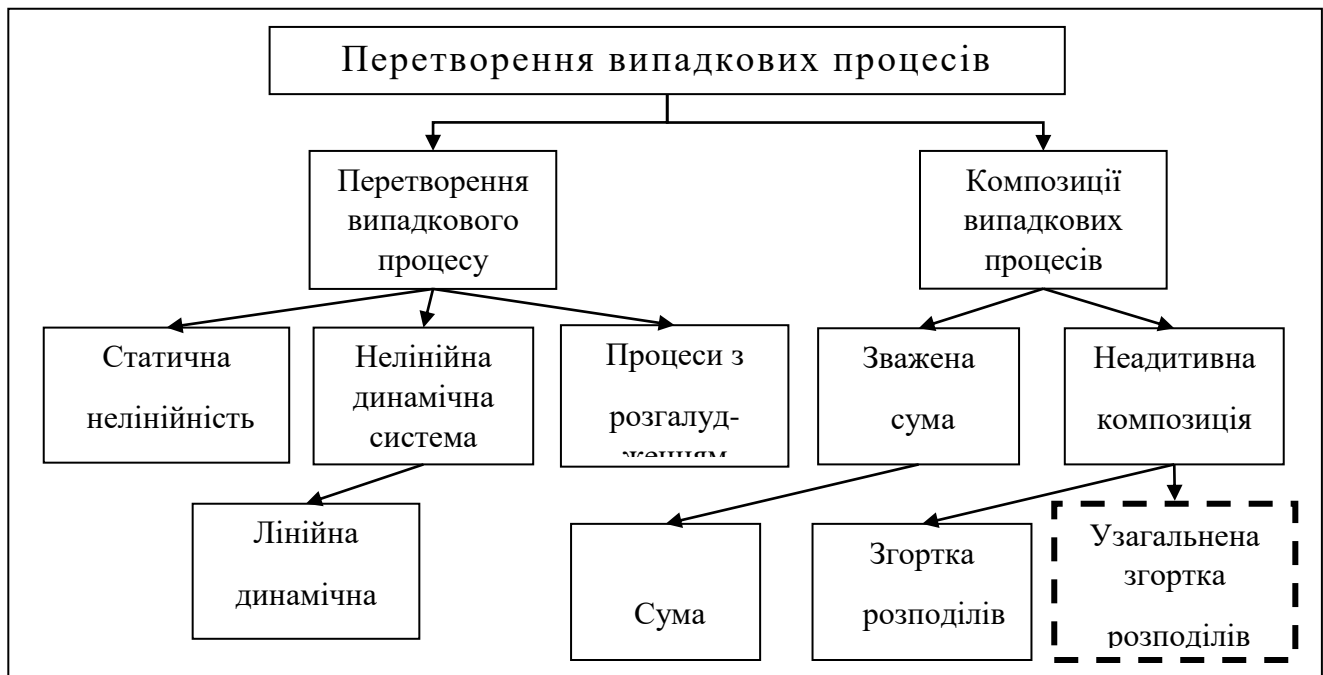 Перетворення випадкових процесів
Перетворення
випадкового
процесу
Композиції
випадкових
процесів
Статична
нелінійність
Нелінійна
динамічна
система
Процеси з
розгалуд-
женням
Зважена
сума
Неадитивна
композиція
Лінійна
динамічна
Сума
Згортка
розподілів
Узагальнена
згортка
розподілів